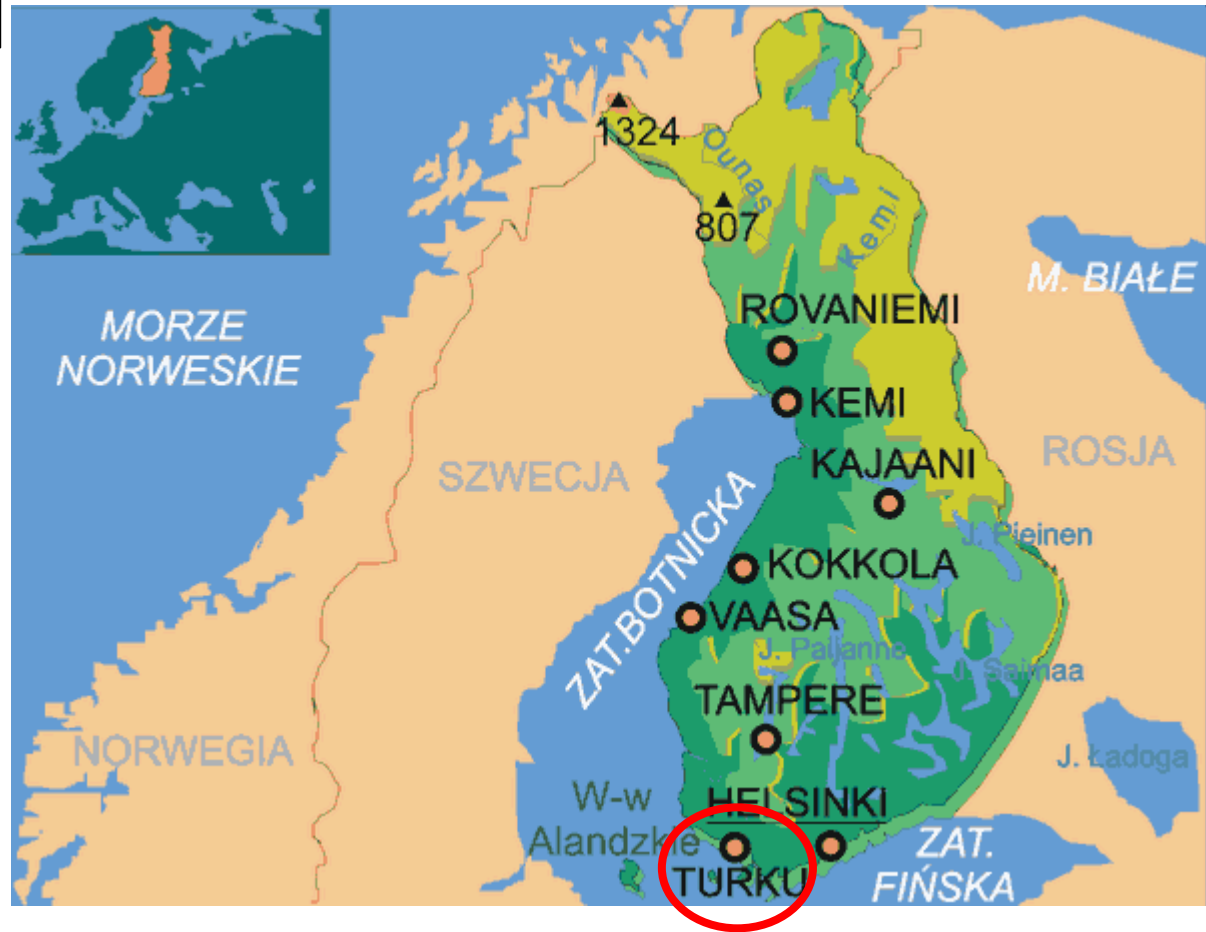 1324
Ounas
807
Kemi
M. BIAŁE
ROVANIEMI
MORZE
NORWESKIE
KEMI
ROSJA
KAJAANI
SZWECJA
J. Pieinen
ZAT.BOTNICKA
KOKKOLA
VAASA
J. Paijanne
J. Saimaa
TAMPERE
NORWEGIA
J. Ładoga
W-w
Alandzkie
HELSINKI
ZAT.
FIŃSKA
TURKU